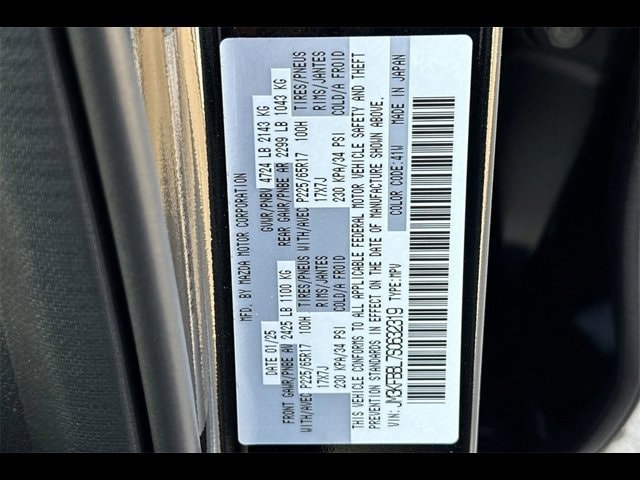 MFD. BY MAZDA MOTOR CORPORATION
DATE 01/25 GVWR/PNBV 4724 LB 2143 KG
FRONT GAWR/PNBE AV 2425 LB 1100 KG REAR GAWR/PNBE AR 2299 LB 1043 KG
WITH/AVEC P225/65R17 100H TIRES/PNEUS WITH/AVEC P225/65R17 100H TIRES/PNEUS
17X7J RIMS/JANTES 17X7J RIMS/JANTES
230 KPA/34 PSI COLD/A FROID 230 KPA/34 PSI COLD/A FROID
THIS VEHICLE CONFORMS TO ALL APPLICABLE FEDERAL MOTOR VEHICLE SAFETY AND THEFT
PREVENTION STANDARDS IN EFFECT ON THE DATE OF MANUFACTURE SHOWN ABOVE.
VIN: JM3KFBBL7S0632319 TYPE:MPV COLOR CODE:41W MADE IN JAPAN